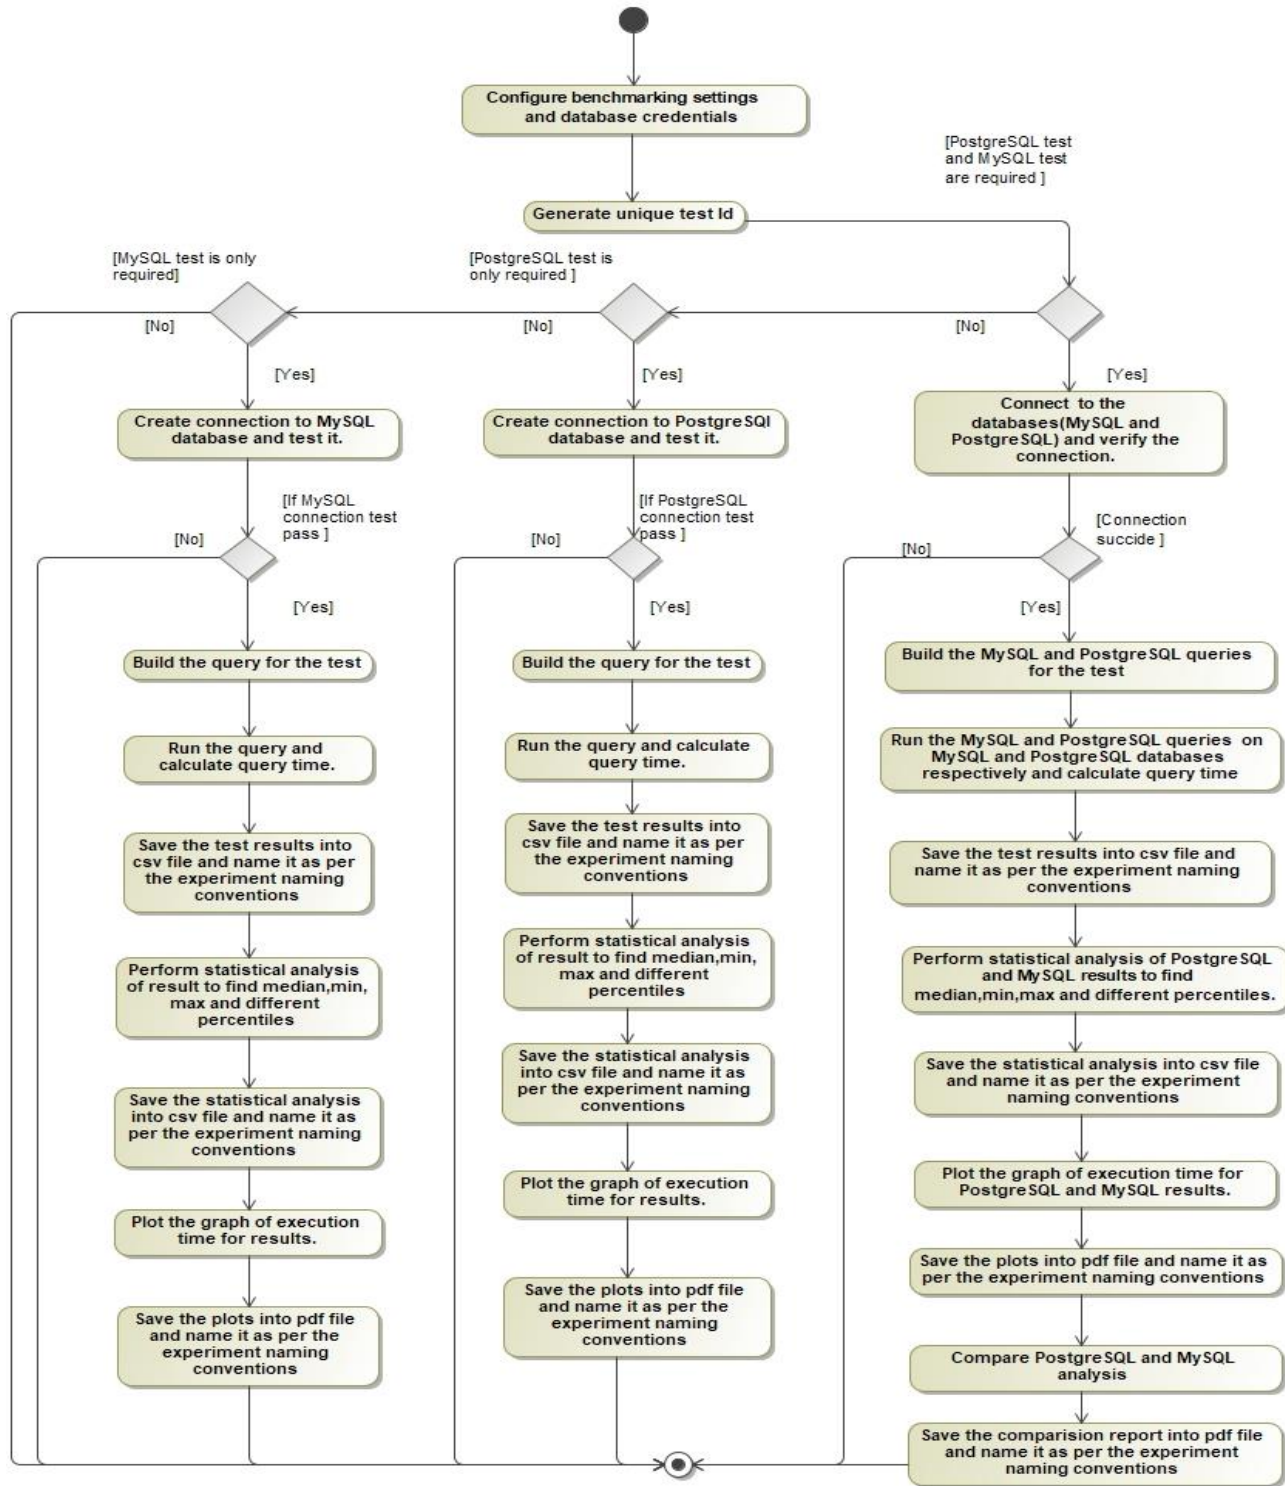 Configure benchmarking settings
and database credentials
[PostgreSQL test
and MySQL test
are required ]
Generate unique test Id
[MySQL test is only
required]
[PostgreSQL test is
only required ]
[No]
[No]
[No]
[Yes]
[Yes]
[Yes]
Create connection to MySQL
database and test it.
Create connection to PostgreSQl
database and test it.
Connect to the
databases(MySQL and
PostgreSQL) and verify the
connection.
[If MySQL
connection test
pass ]
[If PostgreSQL
connection test
pass ]
[Connection
succide ]
[No]
[No]
[No]
[Yes]
[Yes]
[Yes]
Build the query for the test
Run the query and
calculate query time.
Save the test results into
csv file and name it as per
the experiment naming
conventions
Perform statistical analysis
of result to find median,min,
max and different
percentiles
Save the statistical analysis
into csv file and name it as
per the experiment naming
conventions
Plot the graph of execution
time for results.
Save the plots into pdf file
and name it as per the
experiment naming
conventions
Build the query for the test
Run the query and calculate
query time.
Save the test results into
csv file and name it as per
the experiment naming
conventions
Perform statistical analysis
of result to find median,min,
max and different
percentiles
Save the statistical analysis
into csv file and name it as
per the experiment naming
conventions
Plot the graph of execution
time for results.
Save the plots into pdf file
and name it as per the
experiment naming
conventions
Build the MySQL and PostgreSQL queries
for the test
Run the MySQL and PostgreSQL queries on
MySQL and PostgreSQL databases
respectively and calculate query time
Save the test results into csv file and
name it as per the experiment naming
conventions
Perform statistical analysis of PostgreSQL
and MySQL results to find
median,min,max and different percentiles.
Save the statistical analysis into csv file
and name it as per the experiment
naming conventions
Plot the graph of execution time for
PostgreSQL and MySQL results.
Save the plots into pdf file and name it as
per the experiment naming conventions
Compare PostgreSQL and MySQL
analysis
Save the comparision report into pdf file
and name it as per the experiment
naming conventions